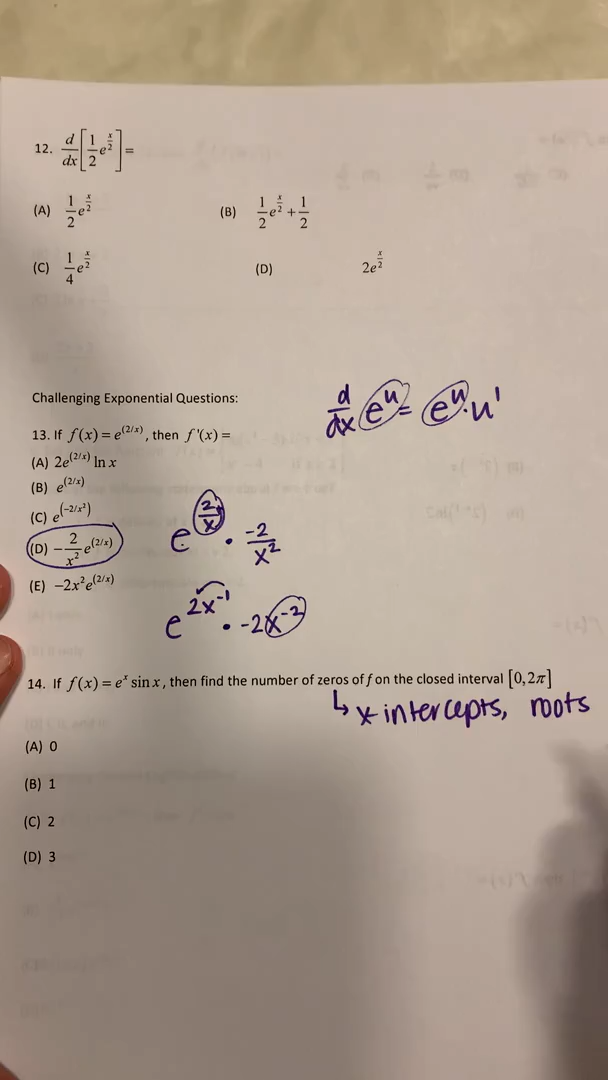 12. d/dx[1/2 e^(x/2)] =
(A) 1/2 e^(x/2) (B) 1/2 e^(x/2) + 1/2
(C) 1/4 e^(x/2) (D) 2e^(x/2)
Challenging Exponential Questions:
d/dx e^u = e^u · u'
13. If f(x) = e^(2/x), then f'(x) =
(A) 2e^(2/x) ln x
(B) e^(2/x)
(C) e^(-2/x²)
(D) -2/x² e^(2/x)
(E) -2x²e^(2/x)
e^(2/x) · -2/x²
e^(2x^-1) · -2x^-2
14. If f(x) = e^x sin x, then find the number of zeros of f on the closed interval [0,2π]
↳ x intercepts, roots
(A) 0
(B) 1
(C) 2
(D) 3